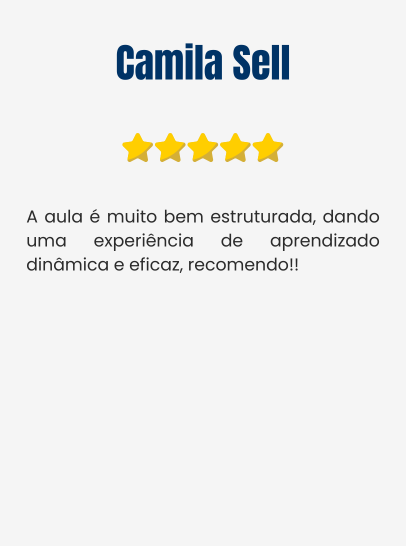 Camila Sell
A aula é muito bem estruturada, dando
uma experiência de aprendizado
dinâmica e eficaz, recomendo!!